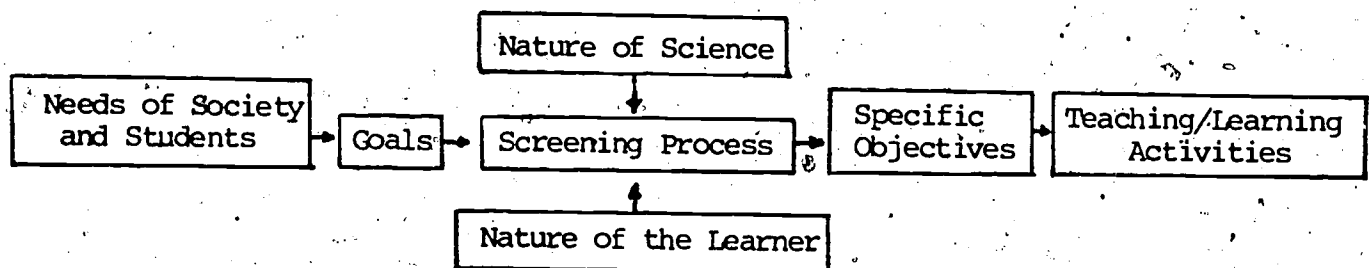 Nature of Science
Needs of Society
and Students
Goals
Screening Process
Specific
Objectives
Teaching/Learning
Activities
Nature of the Learner